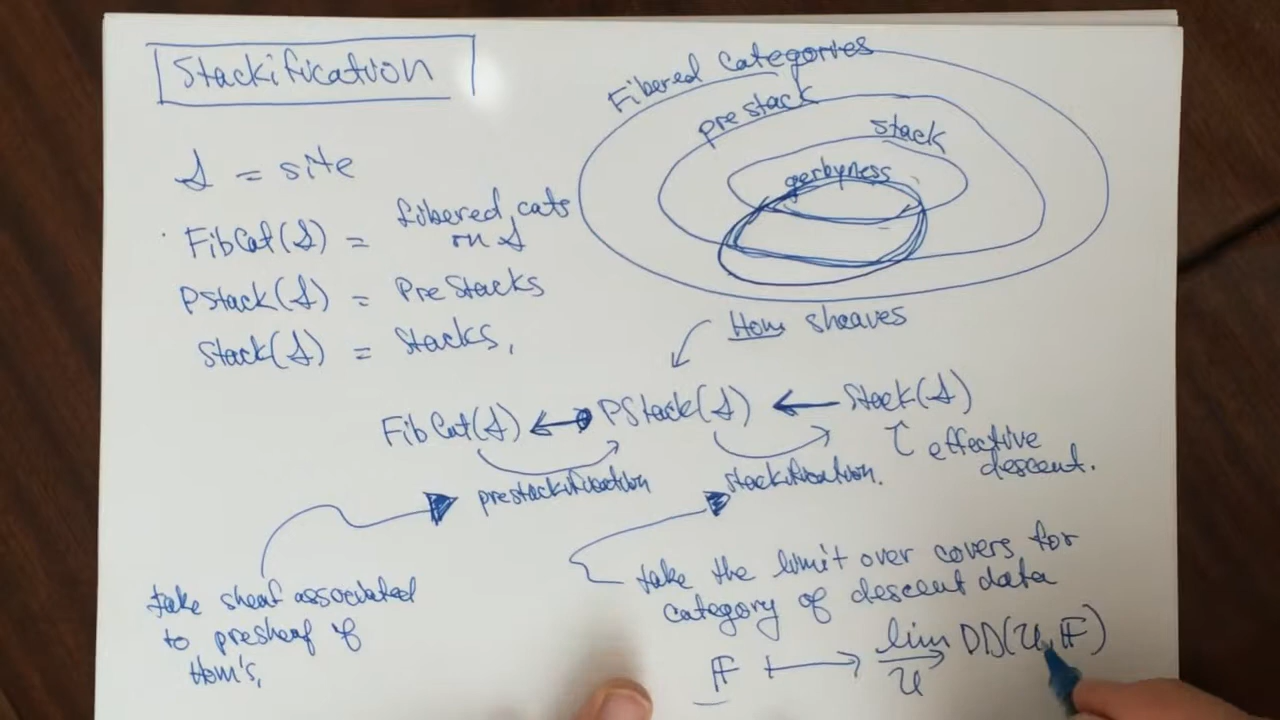 Stackification
Fibered categories
prestack
stack
gerbyness
𝒮 = site
FibCat(𝒮) = fibered cats
on 𝒮
PStack(𝒮) = PreStacks
Stack(𝒮) = Stacks,
Hom sheaves
FibCat(𝒮) ← PStack(𝒮) ← Stack(𝒮)
effective
descent.
prestackification
stackification.
take sheaf associated
to presheaf of
Hom's,
take the limit over covers for
category of descent data
F ↦ lim DD(U, F)
U